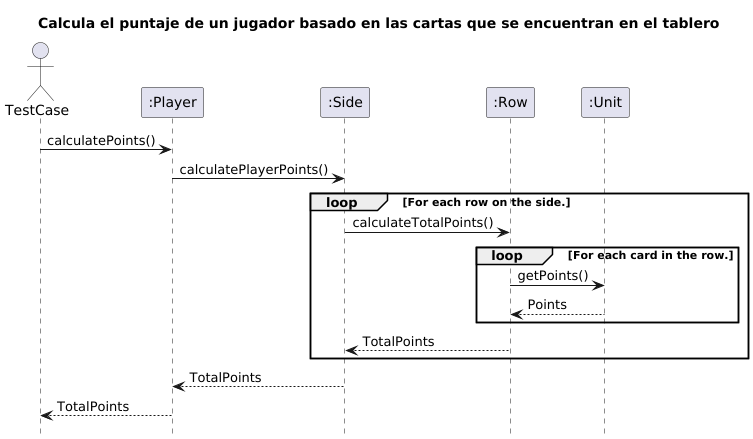 Calcula el puntaje de un jugador basado en las cartas que se encuentran en el tablero
TestCase
:Player
:Side
:Row
:Unit
calculatePoints()
calculatePlayerPoints()
loop
[For each row on the side.]
calculateTotalPoints()
loop
[For each card in the row.]
getPoints()
Points
TotalPoints
TotalPoints
TotalPoints